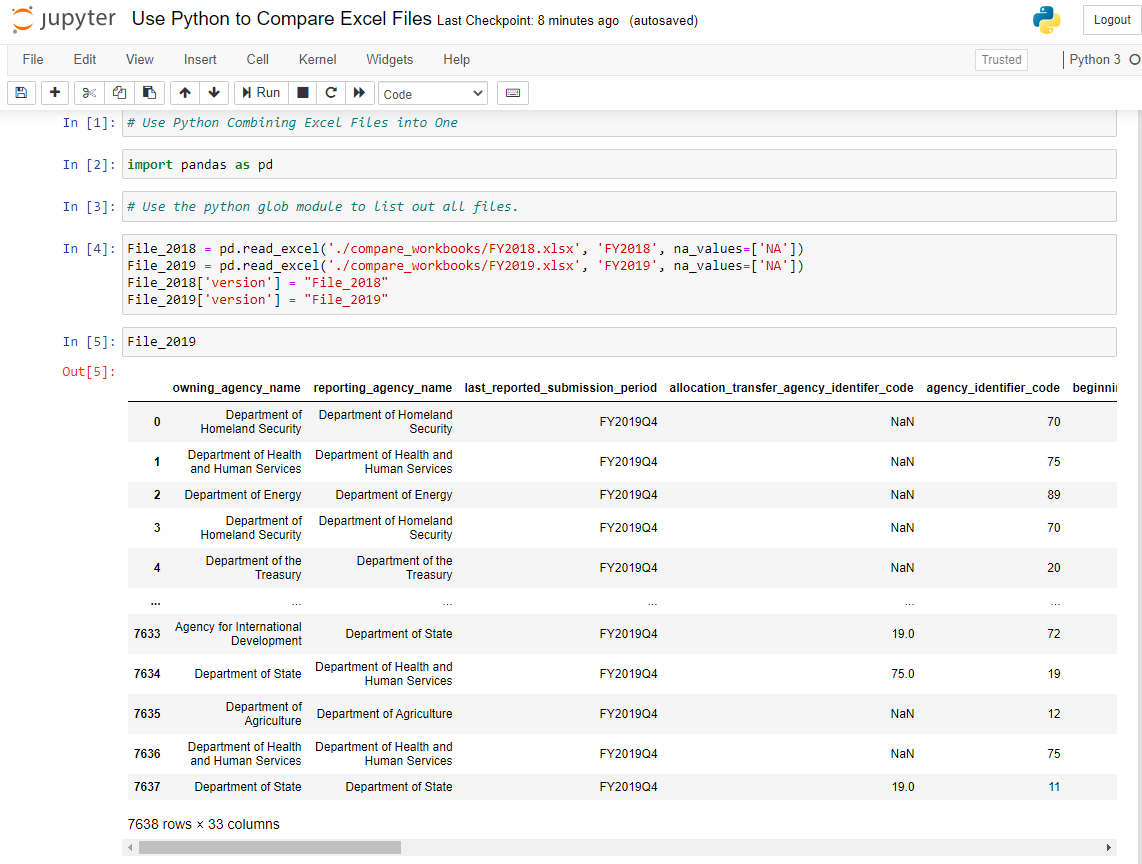 jupyter Use Python to Compare Excel Files Last Checkpoint: 8 minutes ago (autosaved) Logout
File Edit View Insert Cell Kernel Widgets Help Trusted Python 3
Run Code
In [1]: # Use Python Combining Excel Files into One
In [2]: import pandas as pd
In [3]: # Use the python glob module to list out all files.
In [4]: File_2018 = pd.read_excel('./compare_workbooks/FY2018.xlsx', 'FY2018', na_values=['NA'])
File_2019 = pd.read_excel('./compare_workbooks/FY2019.xlsx', 'FY2019', na_values=['NA'])
File_2018['version'] = "File_2018"
File_2019['version'] = "File_2019"
In [5]: File_2019
Out[5]:
owning_agency_name reporting_agency_name last_reported_submission_period allocation_transfer_agency_identifer_code agency_identifier_code beginni
0 Department of Homeland Security Department of Homeland Security FY2019Q4 NaN 70
1 Department of Health and Human Services Department of Health and Human Services FY2019Q4 NaN 75
2 Department of Energy Department of Energy FY2019Q4 NaN 89
3 Department of Homeland Security Department of Homeland Security FY2019Q4 NaN 70
4 Department of the Treasury Department of the Treasury FY2019Q4 NaN 20
... ... ... ... ... ...
7633 Agency for International Development Department of State FY2019Q4 19.0 72
7634 Department of State Department of Health and Human Services FY2019Q4 75.0 19
7635 Department of Agriculture Department of Agriculture FY2019Q4 NaN 12
7636 Department of Health and Human Services Department of Health and Human Services FY2019Q4 NaN 75
7637 Department of State Department of State FY2019Q4 19.0 11
7638 rows × 33 columns